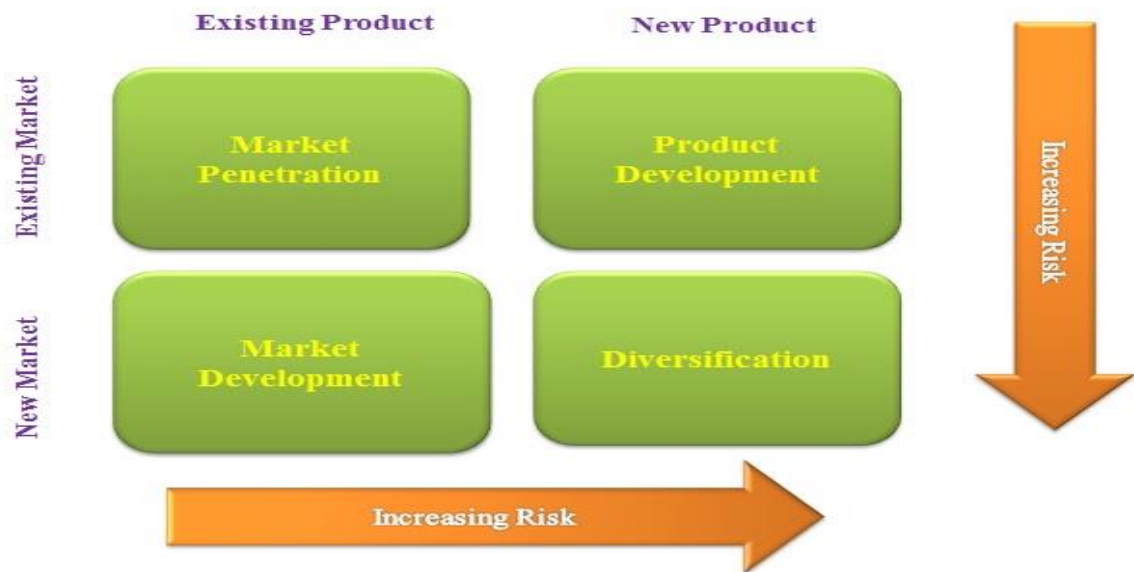 Existing Product
New Product
Existing Market
Market
Penetration
Product
Development
Increasing Risk
New Market
Market
Development
Diversification
Increasing Risk